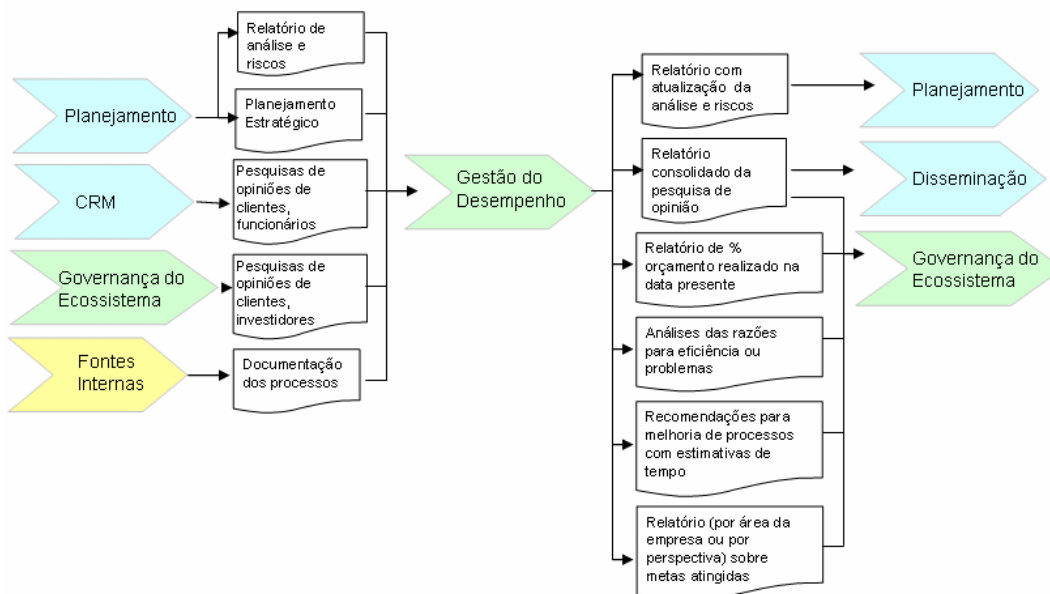 Relatório de
análise e
riscos
Planejamento
Planejamento
Estratégico
CRM
Pesquisas de
opiniões de
clientes,
funcionários
Governança do
Ecossistema
Pesquisas de
opiniões de
clientes,
investidores
Fontes
Internas
Documentação
dos processos
Gestão do
Desempenho
Relatório com
atualização da
análise e riscos
Planejamento
Relatório
consolidado da
pesquisa de
opinião
Disseminação
Relatório de %
orçamento realizado na
data presente
Governança do
Ecossistema
Análises das razões
para eficiência ou
problemas
Recomendações para
melhoria de processos
com estimativas de
tempo
Relatório (por área da
empresa ou por
perspectiva) sobre
metas atingidas